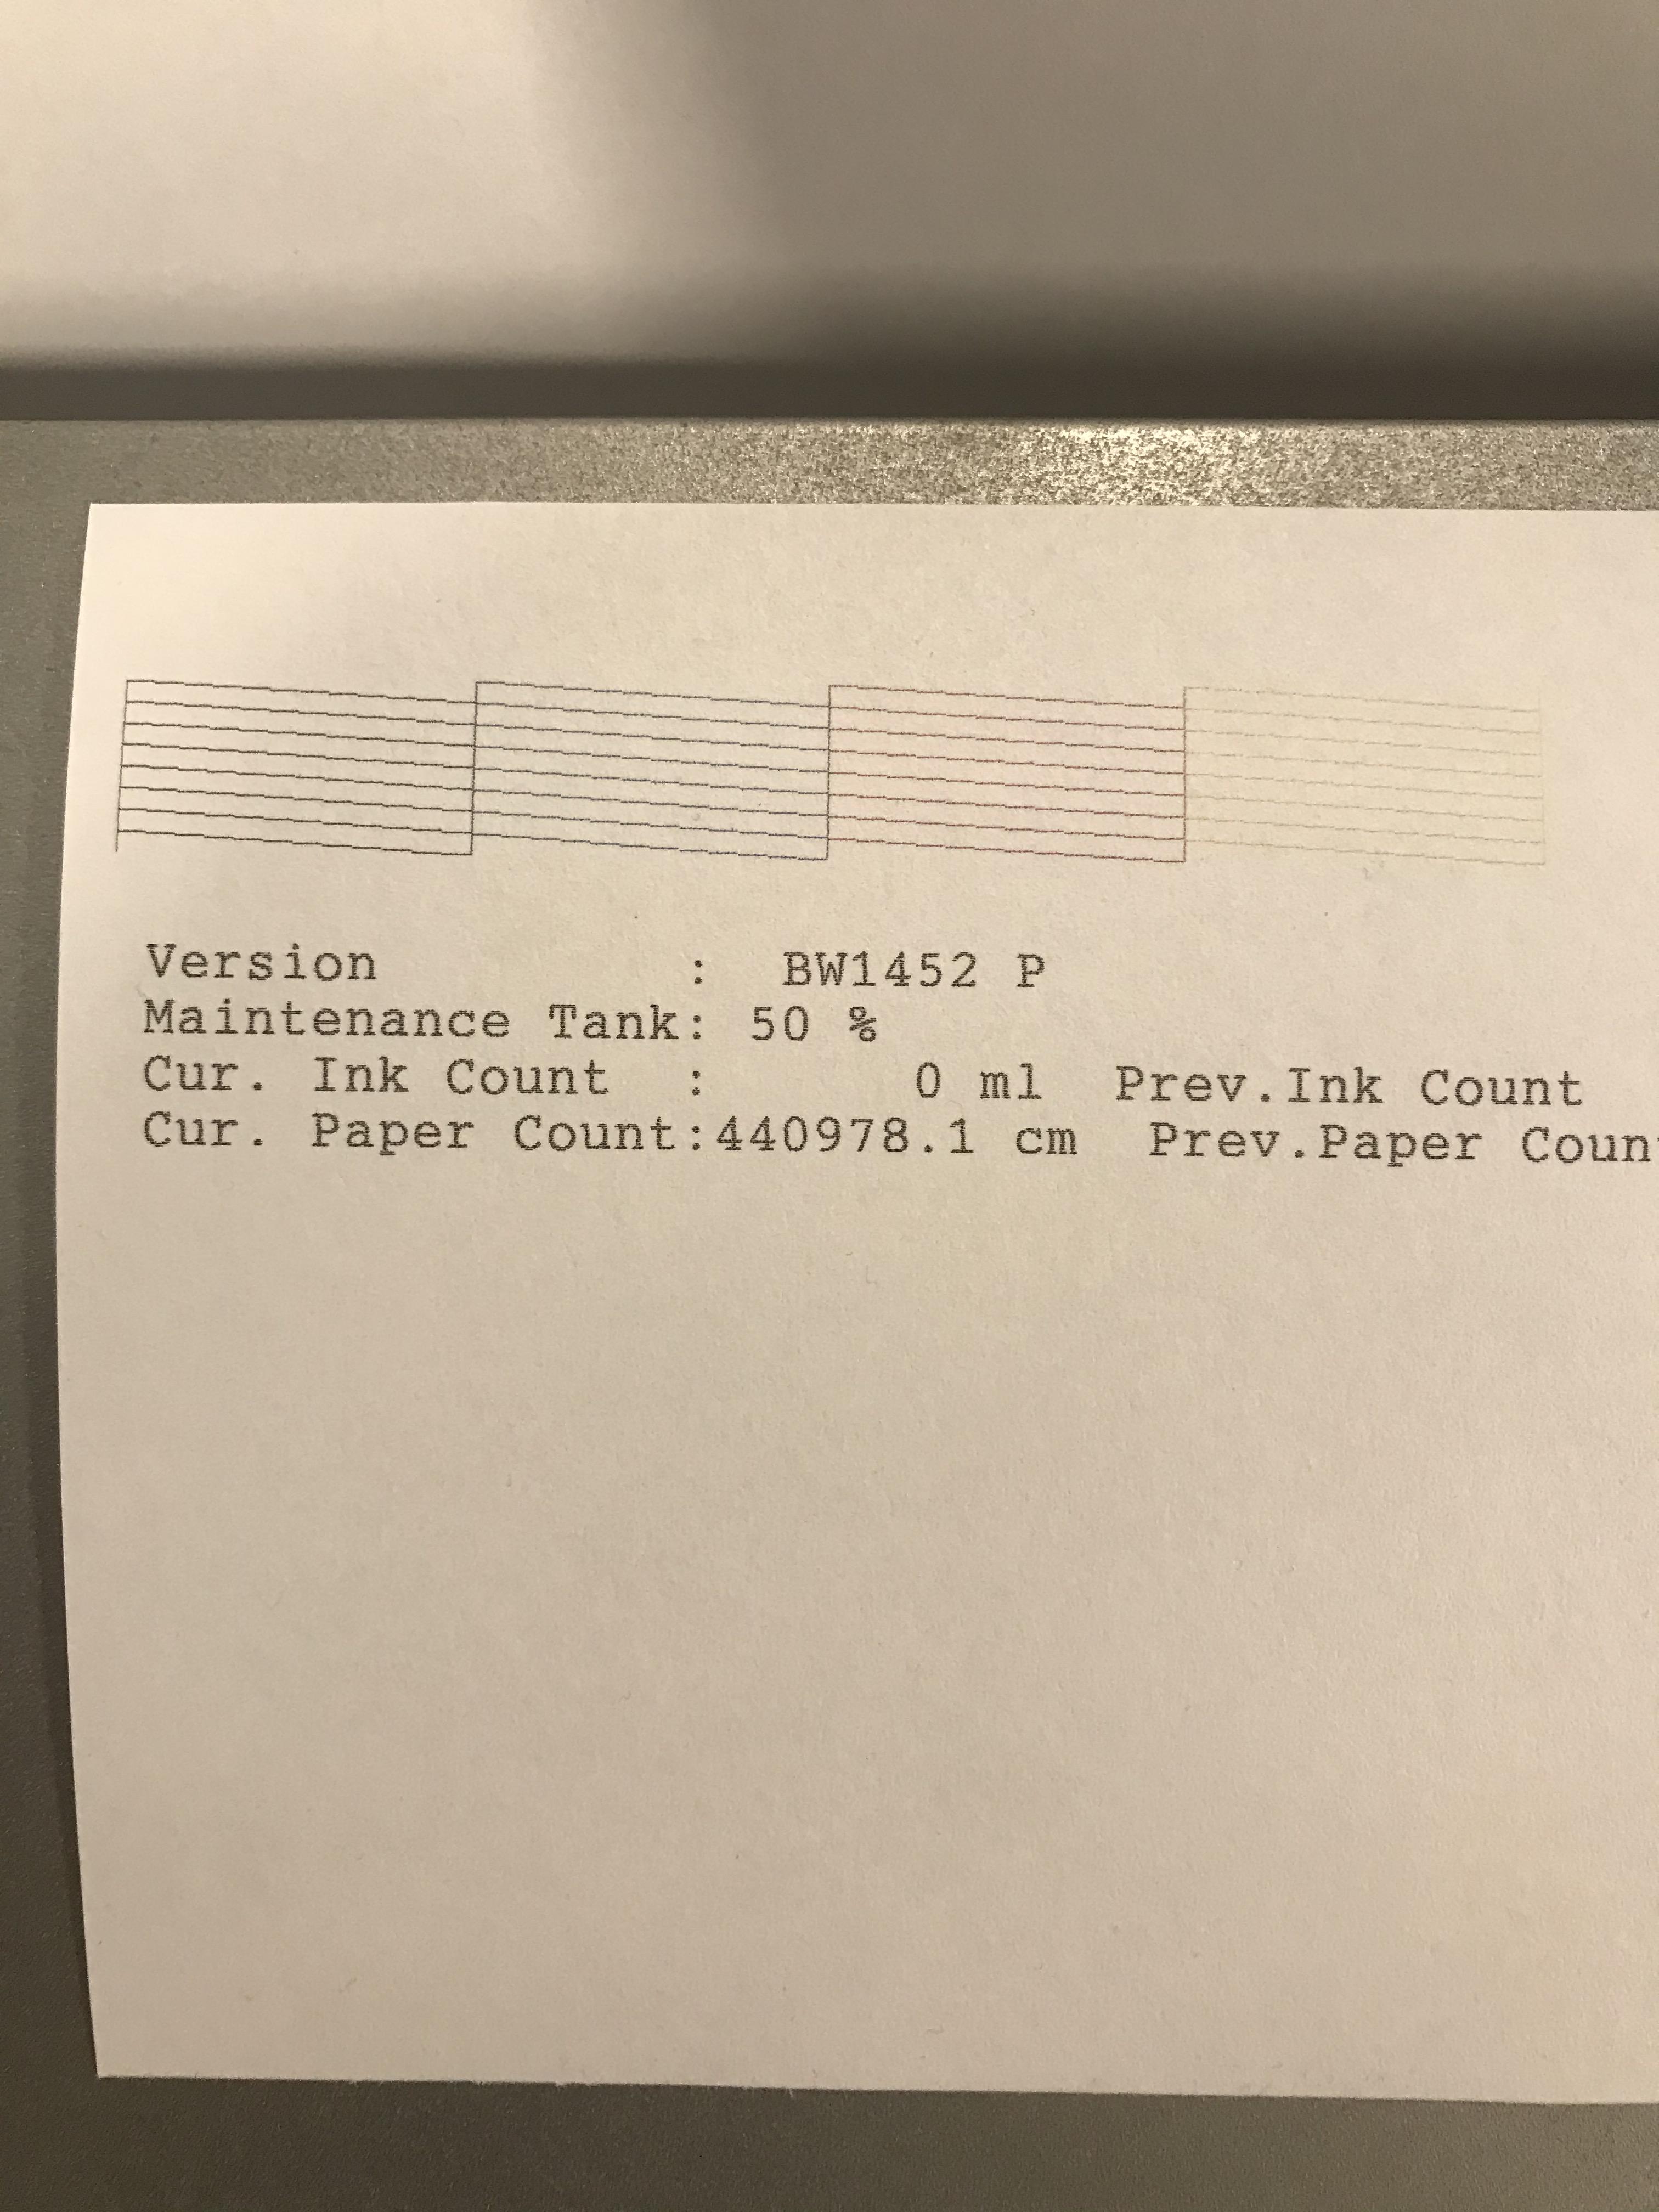 Version : BW1452 P
Maintenance Tank: 50 %
Cur. Ink Count : 0 ml Prev.Ink Count
Cur. Paper Count:440978.1 cm Prev.Paper Coun